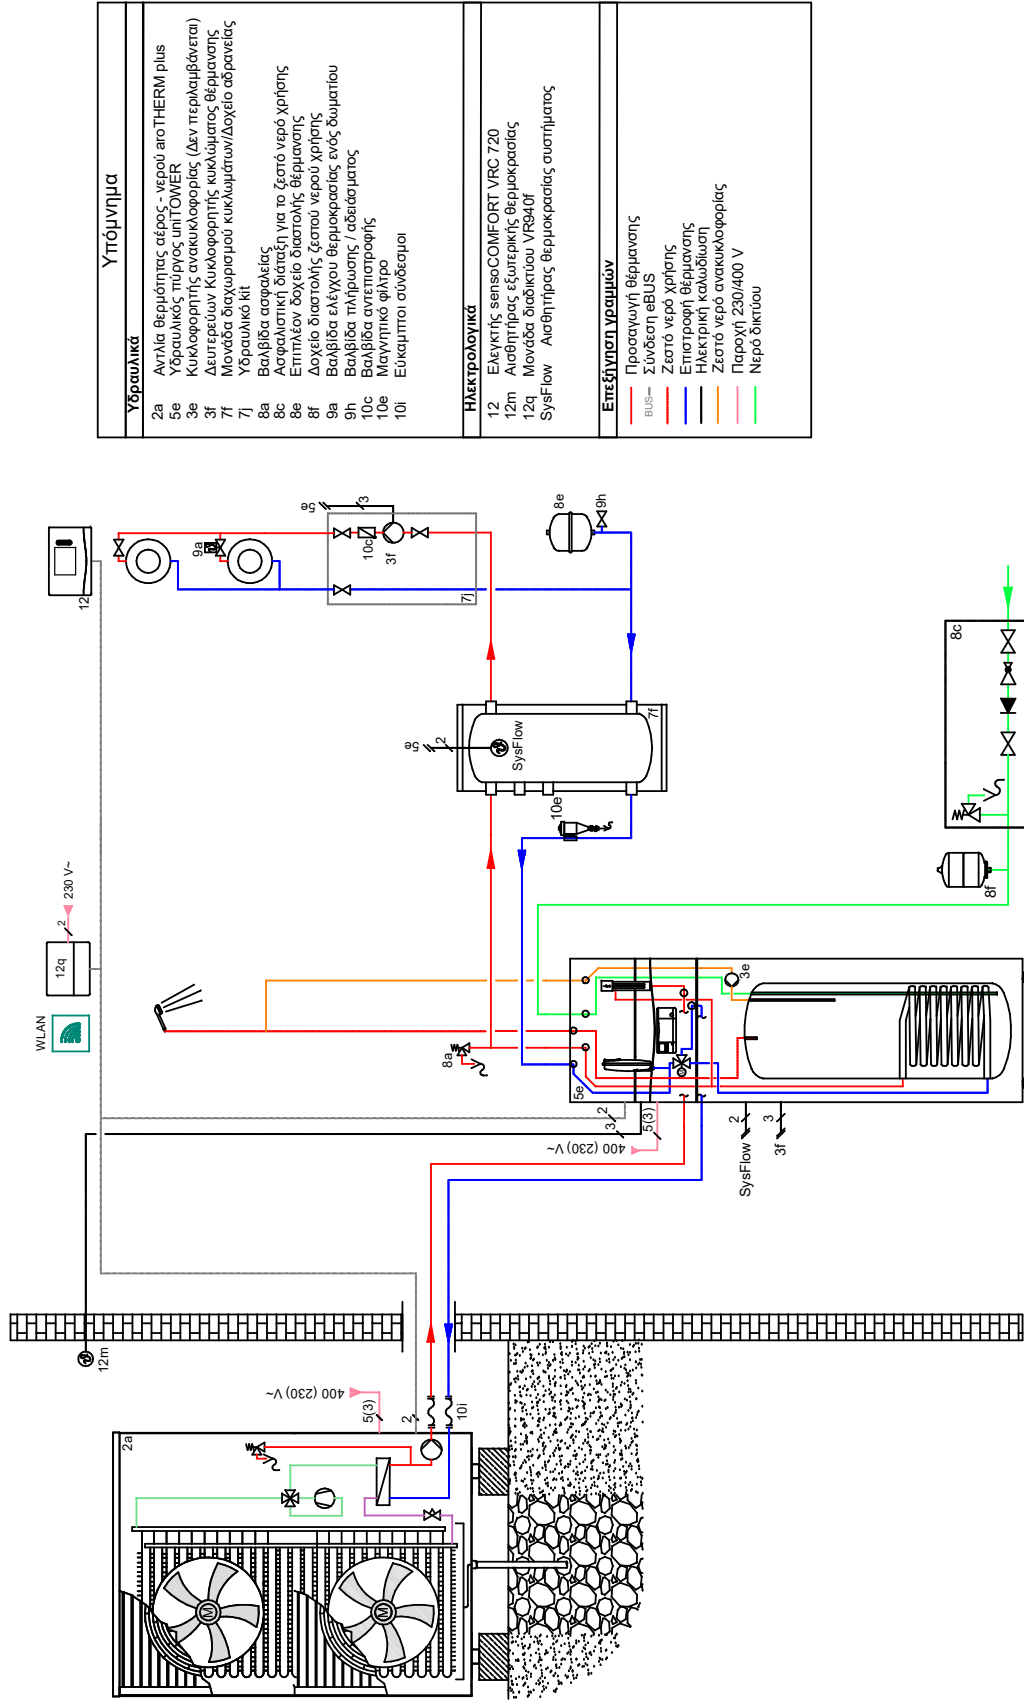 Υπόμνημα
Υδραυλικά
2a Αντλία θερμότητας αέρος - νερού aroTHERM plus
5e Υδραυλικός πύργος uniTOWER
3e Κυκλοφορητής ανακυκλοφορίας (Δεν περιλαμβάνεται)
3f Δευτερεύων Κυκλοφορητής κυκλώματος θέρμανσης
7f Μονάδα διαχωρισμού κυκλωμάτων/Δοχείο αδρανείας
7j Υδραυλικό kit
8a Βαλβίδα ασφαλείας
8c Ασφαλιστική διάταξη για το ζεστό νερό χρήσης
8e Επιπλέον δοχείο διαστολής θέρμανσης
8f Δοχείο διαστολής ζεστού νερού χρήσης
9a Βαλβίδα ελέγχου θερμοκρασίας ενός δωματίου
9h Βαλβίδα πλήρωσης / αδειάσματος
10c Βαλβίδα αντεπιστροφής
10e Μαγνητικό φίλτρο
10i Εύκαμπτοι σύνδεσμοι
Ηλεκτρολογικά
12 Ελεγκτής sensoCOMFORT VRC 720
12m Αισθητήρας εξωτερικής θερμοκρασίας
12q Μονάδα διαδικτύου VR940f
SysFlow Αισθητήρας θερμοκρασίας συστήματος
Επεξήγηση γραμμών
Προσαγωγή θέρμανσης
BUS Σύνδεση eBUS
Ζεστό νερό χρήσης
Επιστροφή θέρμανσης
Ηλεκτρική καλωδίωση
Ζεστό νερό ανακυκλοφορίας
Παροχή 230/400 V
Νερό δικτύου
12
WLAN
12q
2
230 V~
9a
5e
3
10c
3f
7j
8e
9h
5e
2
SysFlow
7f
10e
8a
8c
8f
3e
5e
2
3
5(3)
400 (230) V~
SysFlow
2
3f
3
12m
2a
400 (230) V~
5(3)
2
10i
M
M